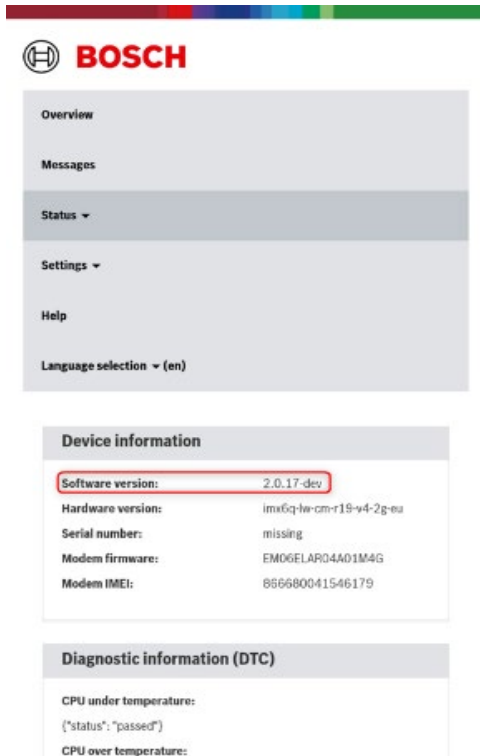 BOSCH
Overview
Messages
Status
Settings
Help
Language selection (en)
Device information
Software version: 2.0.17-dev
Hardware version: imx6q-lw-cm-r19-v4-2g-eu
Serial number: missing
Modem firmware: EM06ELAR04A01M4G
Modem IMEI: 866680041546179
Diagnostic information (DTC)
CPU under temperature:
{"status": "passed"}
CPU over temperature: